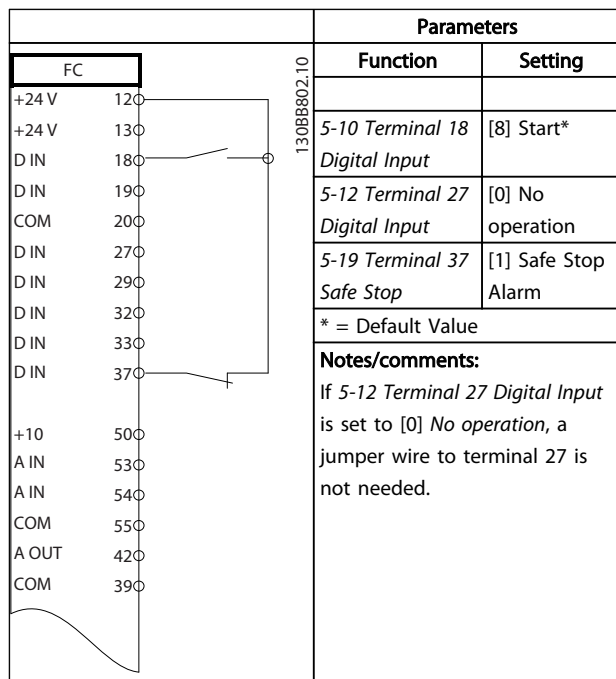 FC
+24 V 12
+24 V 13
D IN 18
D IN 19
COM 20
D IN 27
D IN 29
D IN 32
D IN 33
D IN 37
+10 50
A IN 53
A IN 54
COM 55
A OUT 42
COM 39
130BB802.10
Parameters
Function Setting
5-10 Terminal 18 [8] Start*
Digital Input
5-12 Terminal 27 [0] No
Digital Input operation
5-19 Terminal 37 [1] Safe Stop
Safe Stop Alarm
* = Default Value
Notes/comments:
If 5-12 Terminal 27 Digital Input
is set to [0] No operation, a
jumper wire to terminal 27 is
not needed.